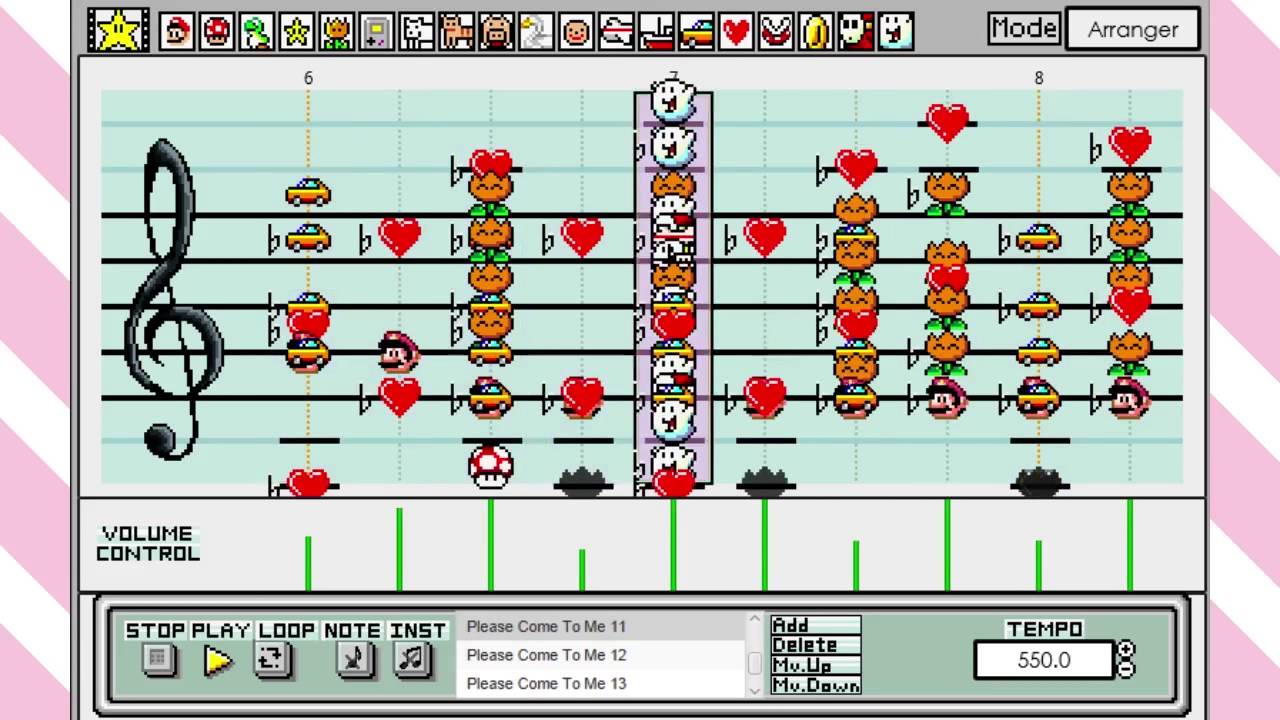 Mode Arranger
6 7 8
VOLUME
CONTROL
STOP PLAY LOOP NOTE INST
Please Come To Me 11
Please Come To Me 12
Please Come To Me 13
Add
Delete
Mv.Up
Mv.Down
TEMPO
550.0